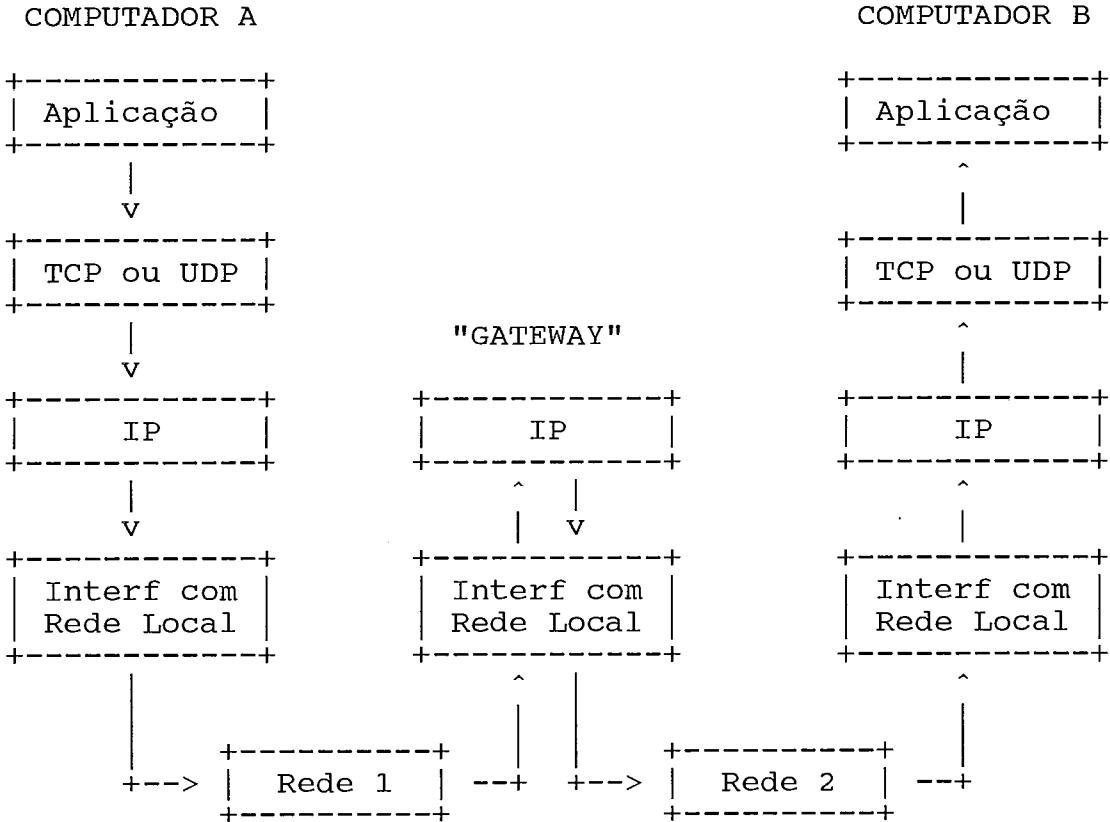 COMPUTADOR A
COMPUTADOR B
Aplicação
Aplicação
TCP ou UDP
TCP ou UDP
"GATEWAY"
IP
IP
IP
Interf com
Rede Local
Interf com
Rede Local
Interf com
Rede Local
Rede 1
Rede 2